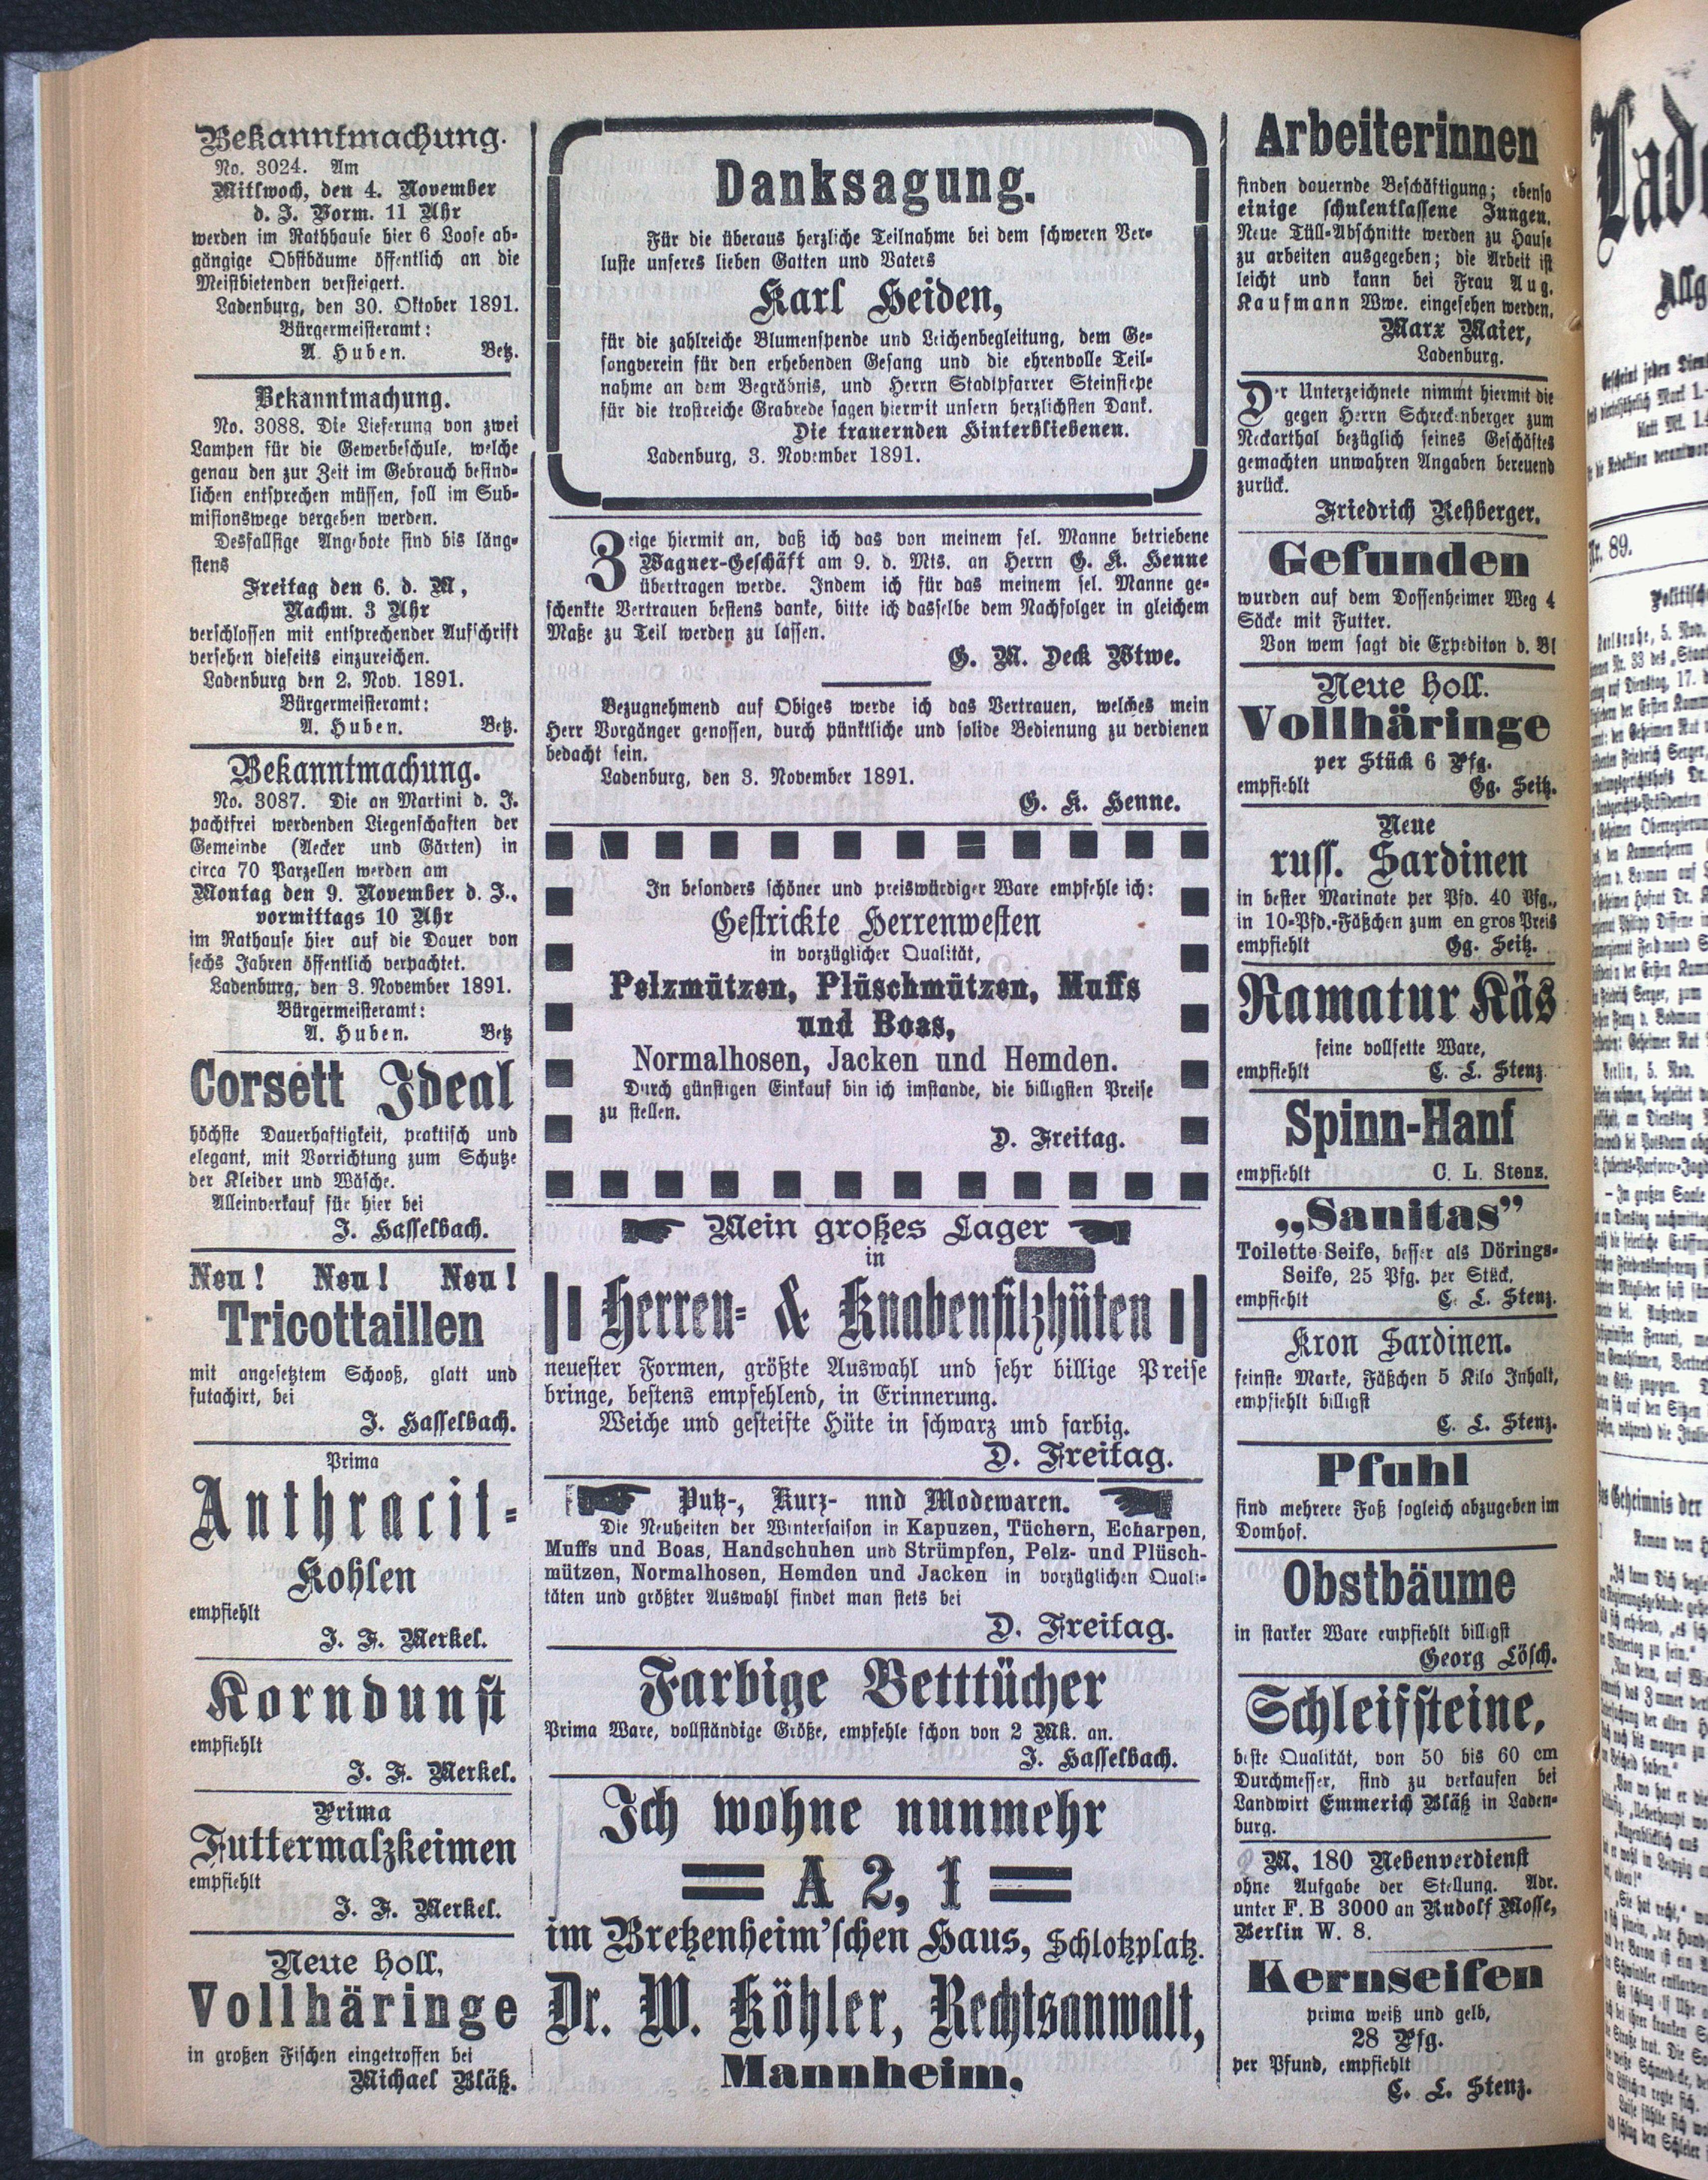 Bekanntmachung.
No. 3024. Am
Mittwoch, den 4. November
d. J. Vorm. 11 Uhr
werden im Rathhause hier 6 Loose ab-
gängige Obstbäume öffentlich an die
Meistbietenden versteigert.
Ladenburg, den 30. Oktober 1891.
Bürgermeisteramt:
A. Huben. Betz.
Bekanntmachung.
No. 3088. Die Lieferung von zwei
Lampen für die Gewerbeschule, welche
genau den zur Zeit im Gebrauch befind-
lichen entsprechen müssen, soll im Sub-
misionswege vergeben werden.
Desfallsige Angebote sind bis läng-
stens
Freitag den 6. d. M,
Nachm. 3 Uhr
verschlossen mit entsprechender Aufschrift
versehen dieseits einzureichen.
Ladenburg den 2. Nov. 1891.
Bürgermeisteramt:
A. Huben. Betz.
Bekanntmachung.
No. 3087. Die an Martini d. J.
pachtfrei werdenden Liegenschaften der
Gemeinde (Aecker und Gärten) in
circa 70 Parzellen werden am
Montag den 9. November d. J.,
vormittags 10 Uhr
im Rathause hier auf die Dauer von
sechs Jahren öffentlich verpachtet.
Ladenburg, den 3. November 1891.
Bürgermeisteramt:
A. Huben. Betz
Corsett Ideal
höchste Dauerhaftigkeit, praktisch und
elegant, mit Vorrichtung zum Schutze
der Kleider und Wäsche.
Alleinverkauf für hier bei
J. Hasselbach.
Neu! Neu! Neu!
Tricottaillen
mit angesetztem Schooß, glatt und
futachirt, bei
J. Hasselbach.
Prima
Anthracit-
Kohlen
empfiehlt
J. F. Merkel.
Korndunst
empfiehlt
J. F. Merkel.
Prima
Futtermalzkeimen
empfiehlt
J. F. Merkel.
Neue holl.
Vollhäringe
in großen Fischen eingetroffen bei
Michael Bläß.
Danksagung.
Für die überaus herzliche Teilnahme bei dem schweren Ver-
luste unseres lieben Gatten und Vaters
Karl Heiden,
für die zahlreiche Blumenspende und Leichenbegleitung, dem Ge-
sangverein für den erhebenden Gesang und die ehrenvolle Teil-
nahme an dem Begräbnis, und Herrn Stadtpfarrer Steinsiepe
für die trostreiche Grabrede sagen hiermit unsern herzlichsten Dank.
Die trauernden Hinterbliebenen.
Ladenburg, 3. November 1891.
Zeige hiermit an, daß ich das von meinem sel. Manne betriebene
Wagner-Geschäft am 9. d. Mts. an Herrn G. K. Henne
übertragen werde. Indem ich für das meinem sel. Manne ge-
schenkte Vertrauen bestens danke, bitte ich dasselbe dem Nachfolger in gleichem
Maße zu Teil werden zu lassen.
G. M. Deck Wtwe.
Bezugnehmend auf Obiges werde ich das Vertrauen, welches mein
Herr Vorgänger genossen, durch pünktliche und solide Bedienung zu verdienen
bedacht sein.
Ladenburg, den 3. November 1891.
G. K. Henne.
In besonders schöner und preiswürdiger Ware empfehle ich:
Gestrickte Herrenwesten
in vorzüglicher Qualität,
Pelzmützen, Plüschmützen, Muffs
und Boas,
Normalhosen, Jacken und Hemden.
Durch günstigen Einkauf bin ich imstande, die billigsten Preise
zu stellen.
D. Freitag.
Mein großes Lager
in
Herren- & Knabenfilzhüten
neuester Formen, größte Auswahl und sehr billige Preise
bringe, bestens empfehlend, in Erinnerung.
Weiche und gesteifte Hüte in schwarz und farbig.
D. Freitag.
Putz-, Kurz- und Modewaren.
Die Neuheiten der Wintersaison in Kapuzen, Tüchern, Echarpen,
Muffs und Boas, Handschuhen und Strümpfen, Pelz- und Plüsch-
mützen, Normalhosen, Hemden und Jacken in vorzüglichen Quali-
täten und größter Auswahl findet man stets bei
D. Freitag.
Farbige Betttücher
Prima Ware, vollständige Größe, empfehle schon von 2 Mk. an.
J. Hasselbach.
Ich wohne nunmehr
A 2, 1
im Bretzenheim'schen Haus, Schloßplatz.
Dr. W. Köhler, Rechtsanwalt,
Mannheim.
Arbeiterinnen
finden dauernde Beschäftigung; ebenso
einige schulentlassene Jungen.
Neue Tüll-Abschnitte werden zu Hause
zu arbeiten ausgegeben; die Arbeit ist
leicht und kann bei Frau Aug.
Kaufmann Wwe. eingesehen werden.
Marx Maier,
Ladenburg.
Der Unterzeichnete nimmt hiermit die
gegen Herrn Schreckenberger zum
Neckarthal bezüglich seines Geschäftes
gemachten unwahren Angaben bereuend
zurück.
Friedrich Rehberger.
Gefunden
wurden auf dem Dossenheimer Weg 4
Säcke mit Futter.
Von wem sagt die Expediton d. Bl
Neue holl.
Vollhäringe
per Stück 6 Pfg.
empfiehlt Gg. Seitz.
Neue
russ. Sardinen
in bester Marinate per Pfd. 40 Pfg.,
in 10-Pfd.-Fäßchen zum en gros Preis
empfiehlt Gg. Seitz.
Ramatur Käs
feine vollfette Ware,
empfiehlt C. L. Stenz.
Spinn-Hanf
empfiehlt C. L. Stenz.
„Sanitas"
Toilette-Seife, besser als Dörings-
Seife, 25 Pfg. per Stück,
empfiehlt C. L. Stenz.
Kron Sardinen.
feinste Marke, Fäßchen 5 Kilo Inhalt,
empfiehlt billigst
C. L. Stenz.
Pfuhl
sind mehrere Faß sogleich abzugeben im
Domhof.
Obstbäume
in starker Ware empfiehlt billigst
Georg Lösch.
Schleifsteine,
beste Qualität, von 50 bis 60 cm
Durchmesser, sind zu verkaufen bei
Landwirt Emmerich Bläß in Laden-
burg.
M. 180 Nebenverdienst
ohne Aufgabe der Stellung. Adr.
unter F. B 3000 an Rudolf Mosse,
Berlin W. 8.
Kernseifen
prima weiß und gelb,
28 Pfg.
per Pfund, empfiehlt
C. L. Stenz.
Nr. 89.